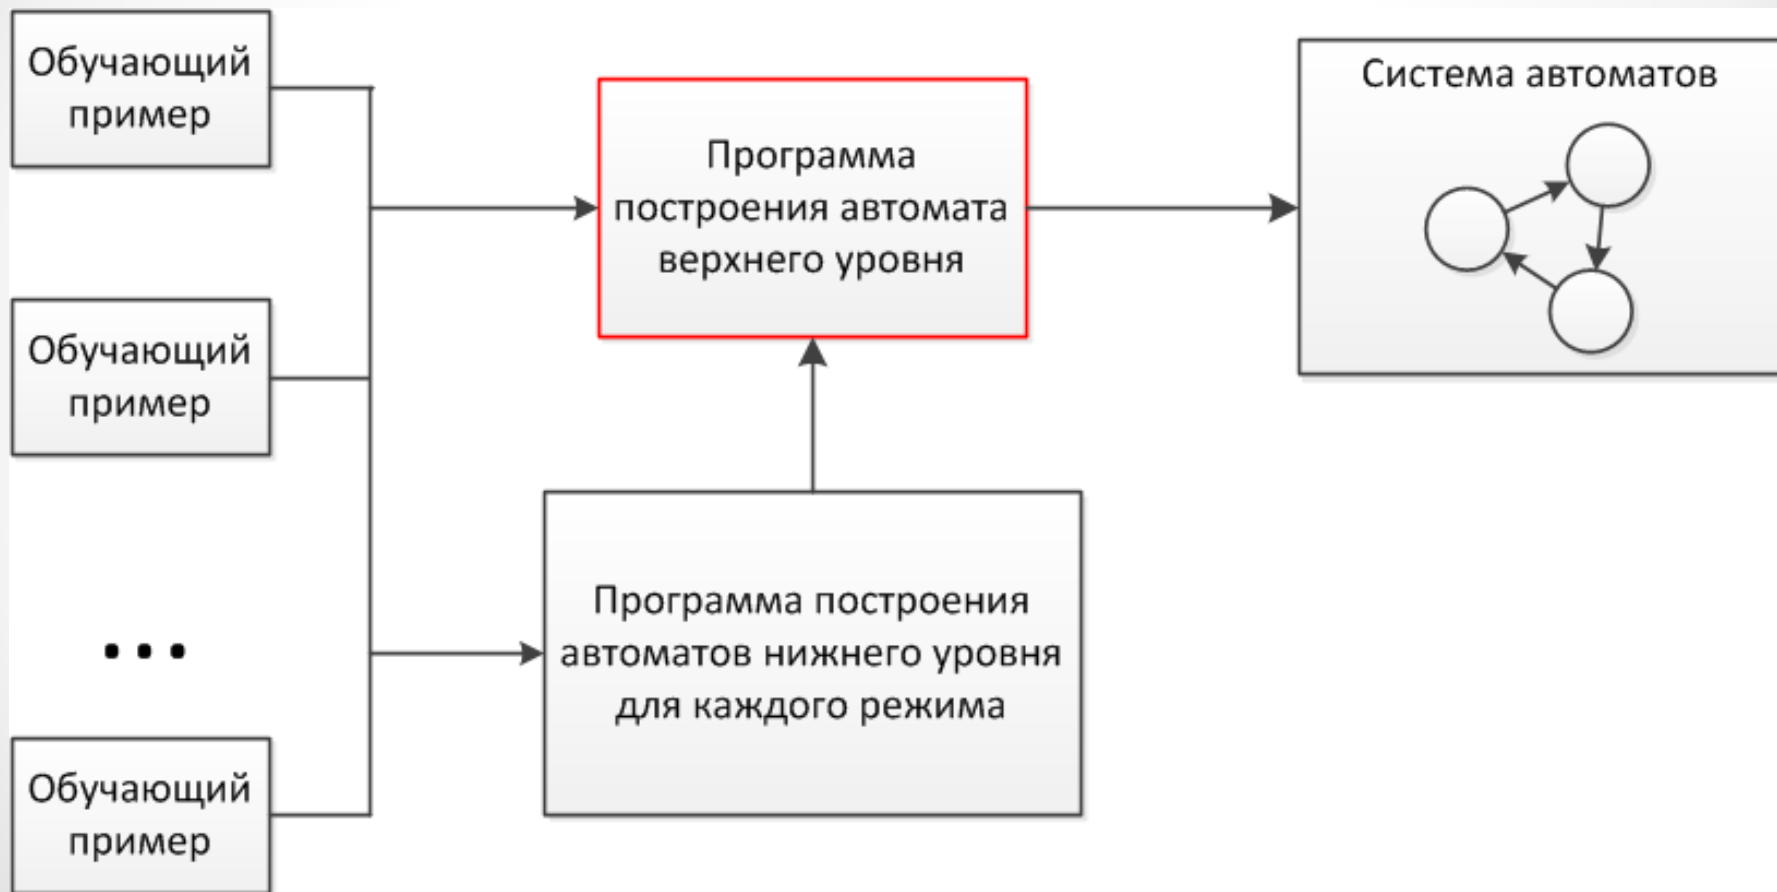 Обучающий
пример
Обучающий
пример
...
Обучающий
пример
Программа
построения автомата
верхнего уровня
Программа построения
автоматов нижнего уровня
для каждого режима
Система автоматов